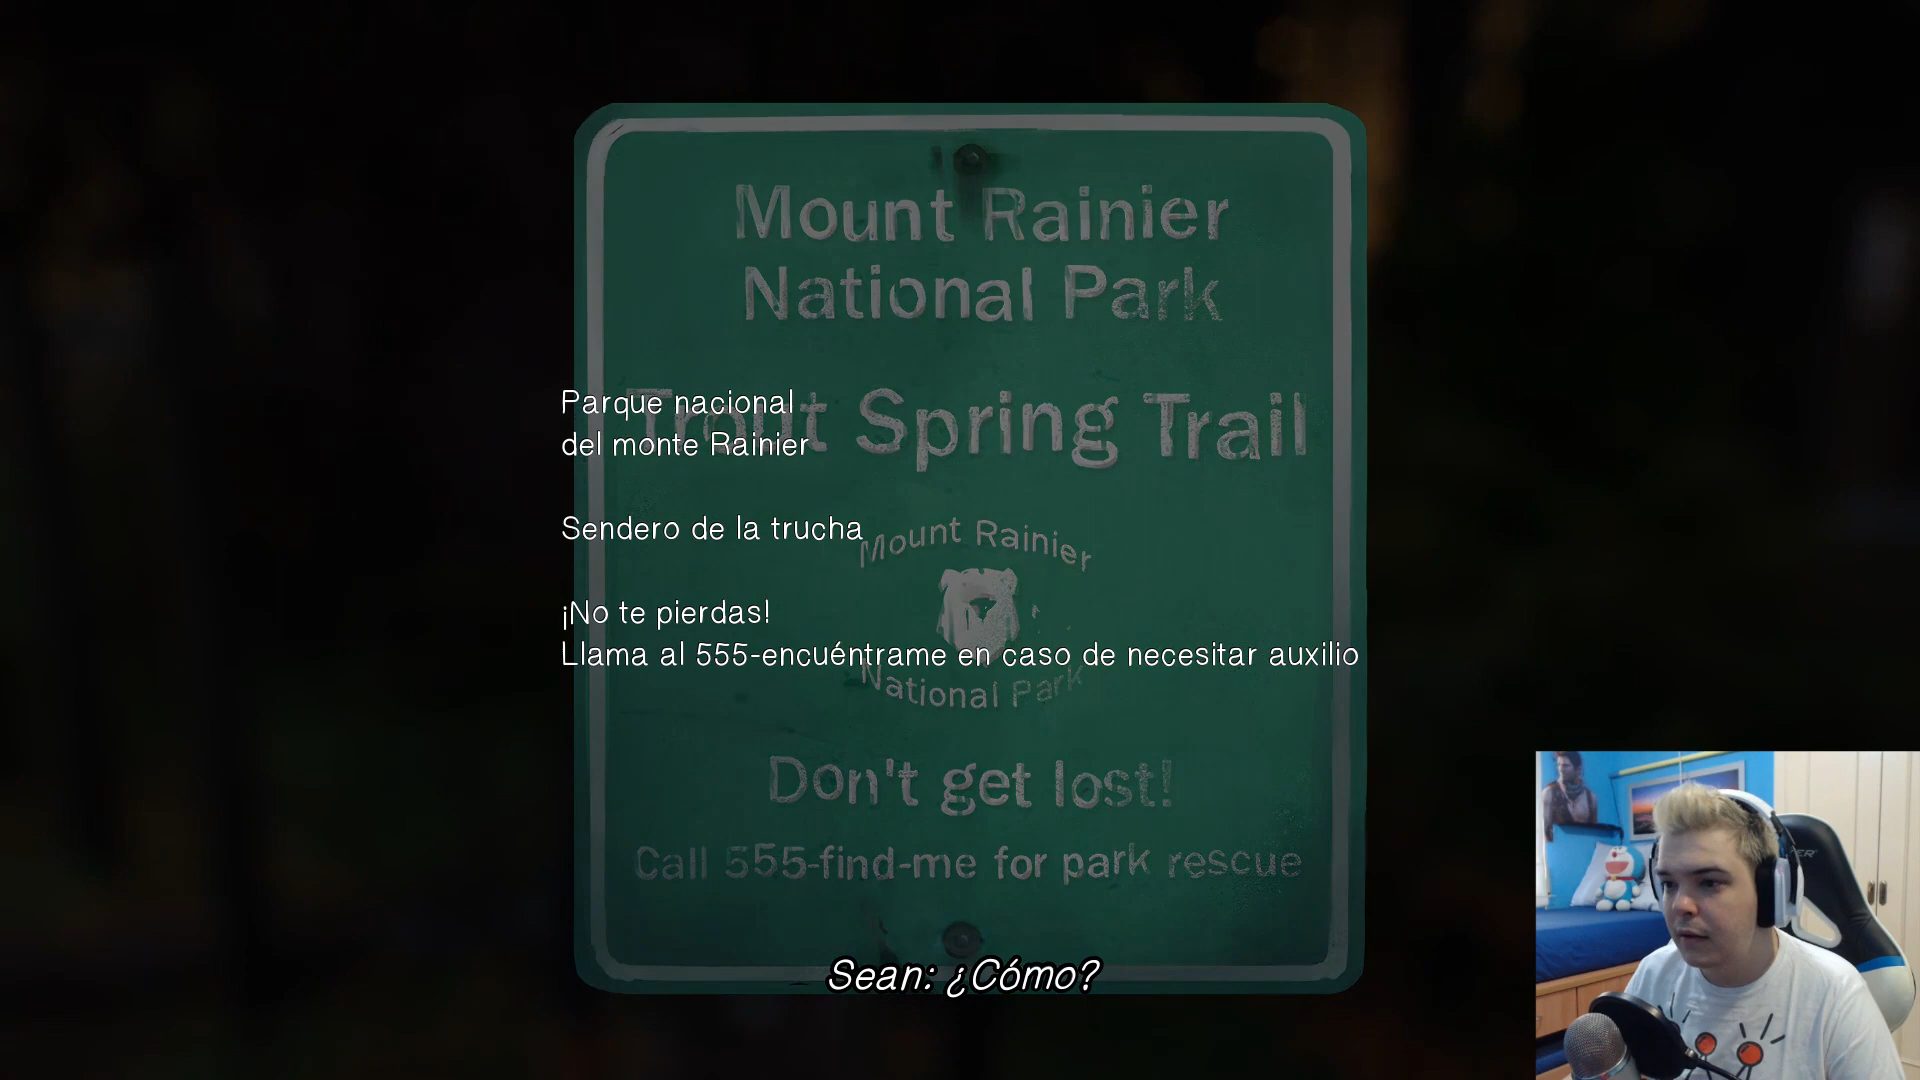 Mount Rainier
National Park
Trout Spring Trail
Mount Rainier
National Park
Don't get lost!
Call 555-find-me for park rescue
Parque nacional
del monte Rainier
Sendero de la trucha
¡No te pierdas!
Llama al 555-encuéntrame en caso de necesitar auxilio
Sean: ¿Cómo?